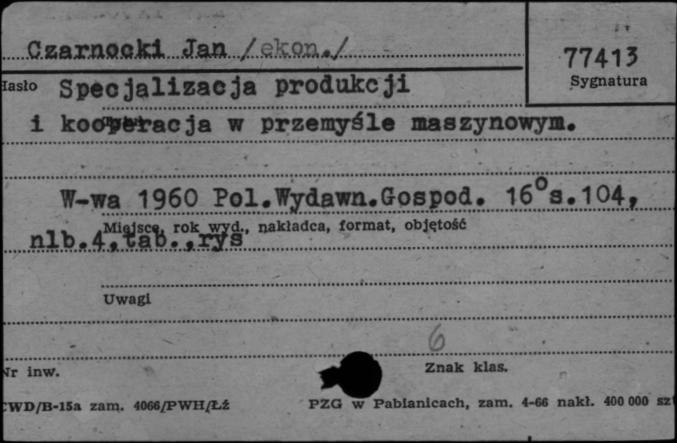 Czarnocki Jan /ekon./
77413
Sygnatura
Hasło Specjalizacja produkcji
i kooperacja w przemyśle maszynowym.
W-wa 1960 Pol.Wydawn.Gospod. 16°s.104,
Miejsce, rok wyd., nakładca, format, objętość
nlb.4,tab.,rys
Uwagi
6
Nr inw.
Znak klas.
CWD/B-15a zam. 4066/PWH/Łź
PZG w Pabianicach, zam. 4-66 nakł. 400 000 szt